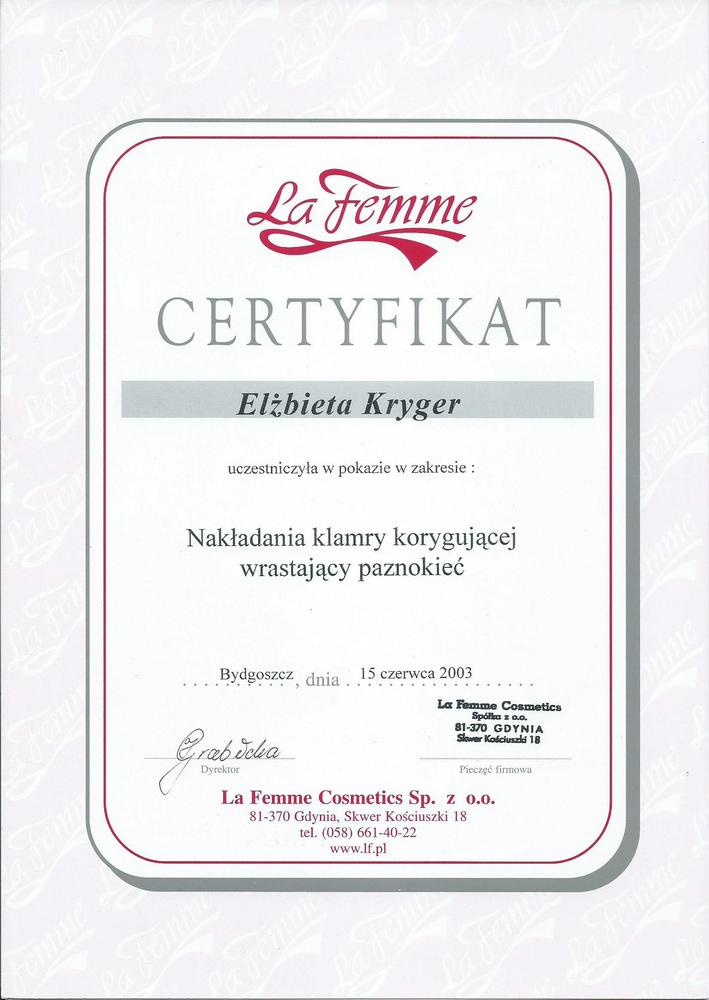 La Femme
CERTYFIKAT
Elżbieta Kryger
uczestniczyła w pokazie w zakresie :
Nakładania klamry korygującej
wrastający paznokieć
Bydgoszcz, dnia 15 czerwca 2003
La Femme Cosmetics
Spółka z o.o.
81-370 GDYNIA
Skwer Kościuszki 18
Dyrektor
Pieczęć firmowa
La Femme Cosmetics Sp. z o.o.
81-370 Gdynia, Skwer Kościuszki 18
tel. (058) 661-40-22
www.lf.pl